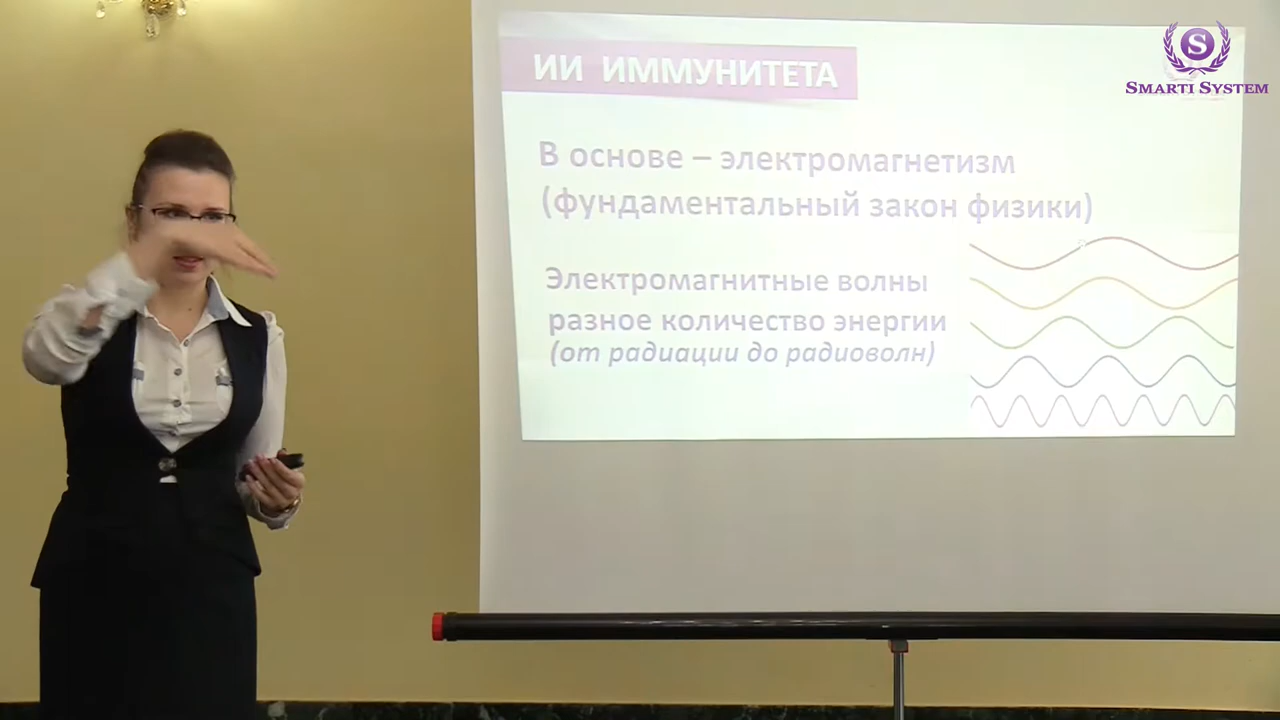 ИИ ИММУНИТЕТА
S
SMARTI SYSTEM
В основе – электромагнетизм
(фундаментальный закон физики)
Электромагнитные волны
разное количество энергии
(от радиации до радиоволн)